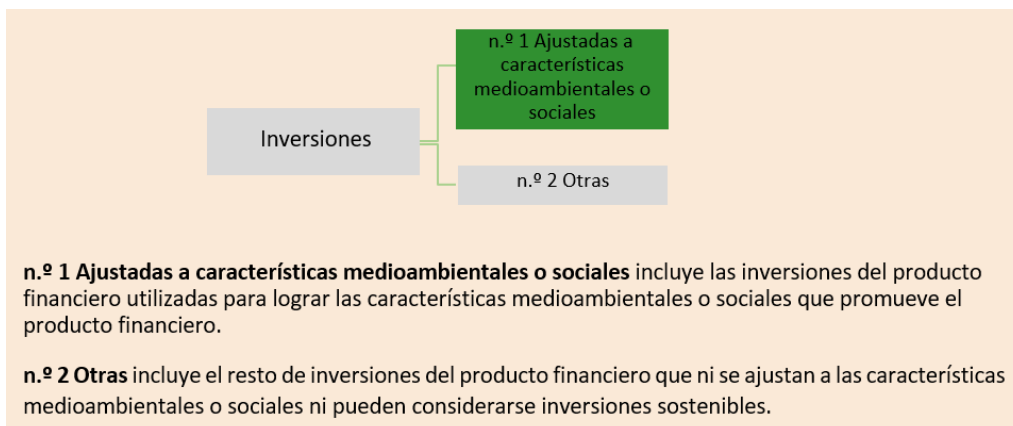 n.º 1 Ajustadas a
características
medioambientales o
sociales
Inversiones
n.º 2 Otras
n.º 1 Ajustadas a características medioambientales o sociales incluye las inversiones del producto
financiero utilizadas para lograr las características medioambientales o sociales que promueve el
producto financiero.
n.º 2 Otras incluye el resto de inversiones del producto financiero que ni se ajustan a las características
medioambientales o sociales ni pueden considerarse inversiones sostenibles.